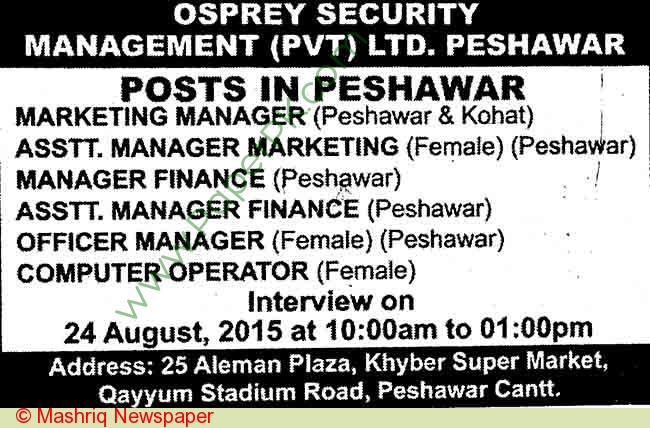 OSPREY SECURITY
MANAGEMENT (PVT) LTD. PESHAWAR
POSTS IN PESHAWAR
MARKETING MANAGER (Peshawar & Kohat)
ASSTT. MANAGER MARKETING (Female) (Peshawar)
MANAGER FINANCE (Peshawar)
ASSTT. MANAGER FINANCE (Peshawar)
OFFICER MANAGER (Female) (Peshawar)
COMPUTER OPERATOR (Female)
Interview on
24 August, 2015 at 10:00am to 01:00pm
Address: 25 Aleman Plaza, Khyber Super Market,
Qayyum Stadium Road, Peshawar Cantt.
© Mashriq Newspaper